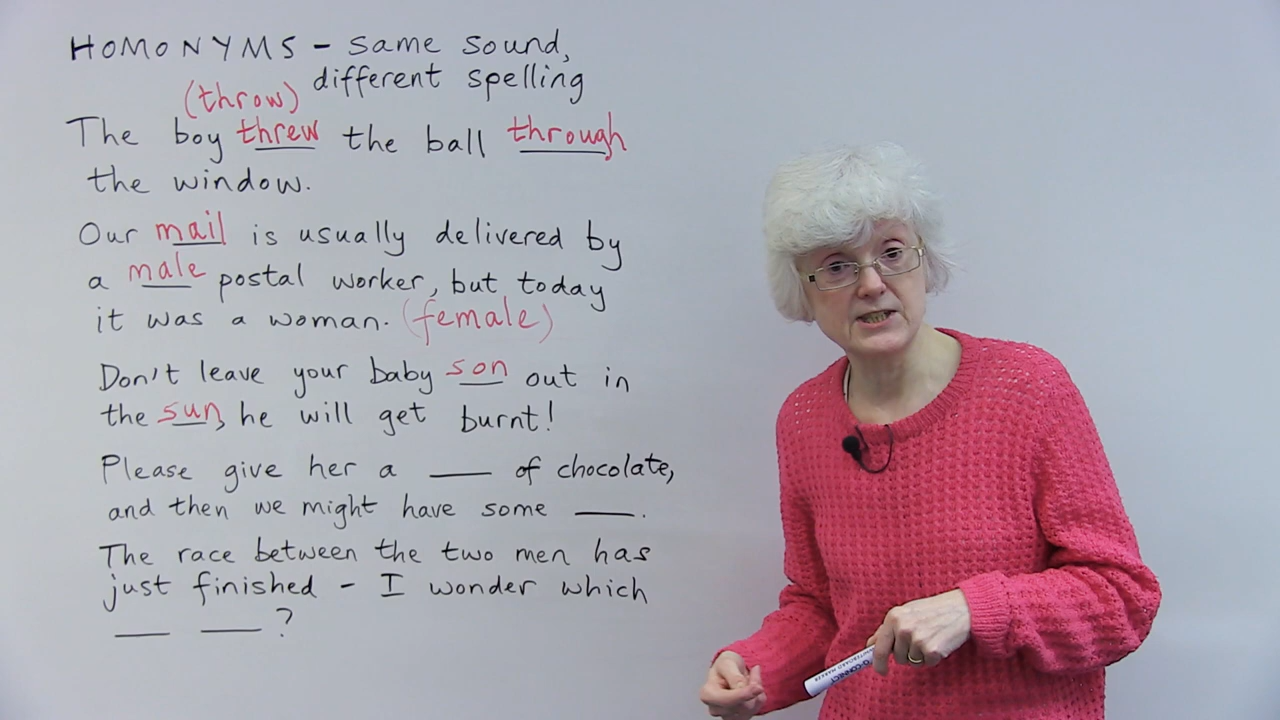 HOMONYMS - same sound,
different spelling
(throw)
The boy threw the ball through
the window.
Our mail is usually delivered by
a male postal worker, but today
it was a woman. (female)
Don't leave your baby son out in
the sun, he will get burnt!
Please give her a ___ of chocolate,
and then we might have some ___.
The race between the two men has
just finished - I wonder which
___ ___ ?
Q-CONNECT
WHITEBOARD MARKER